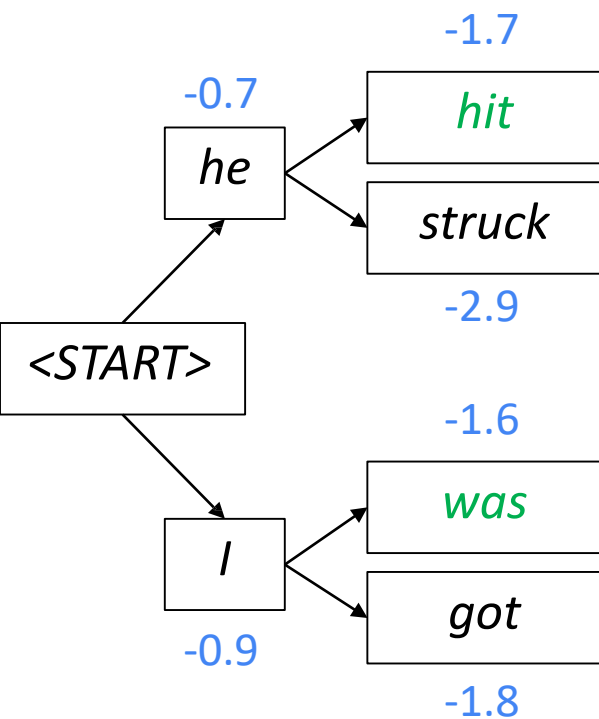 -1.7
-0.7
hit
he
struck
-2.9
<START>
-1.6
was
I
got
-0.9
-1.8